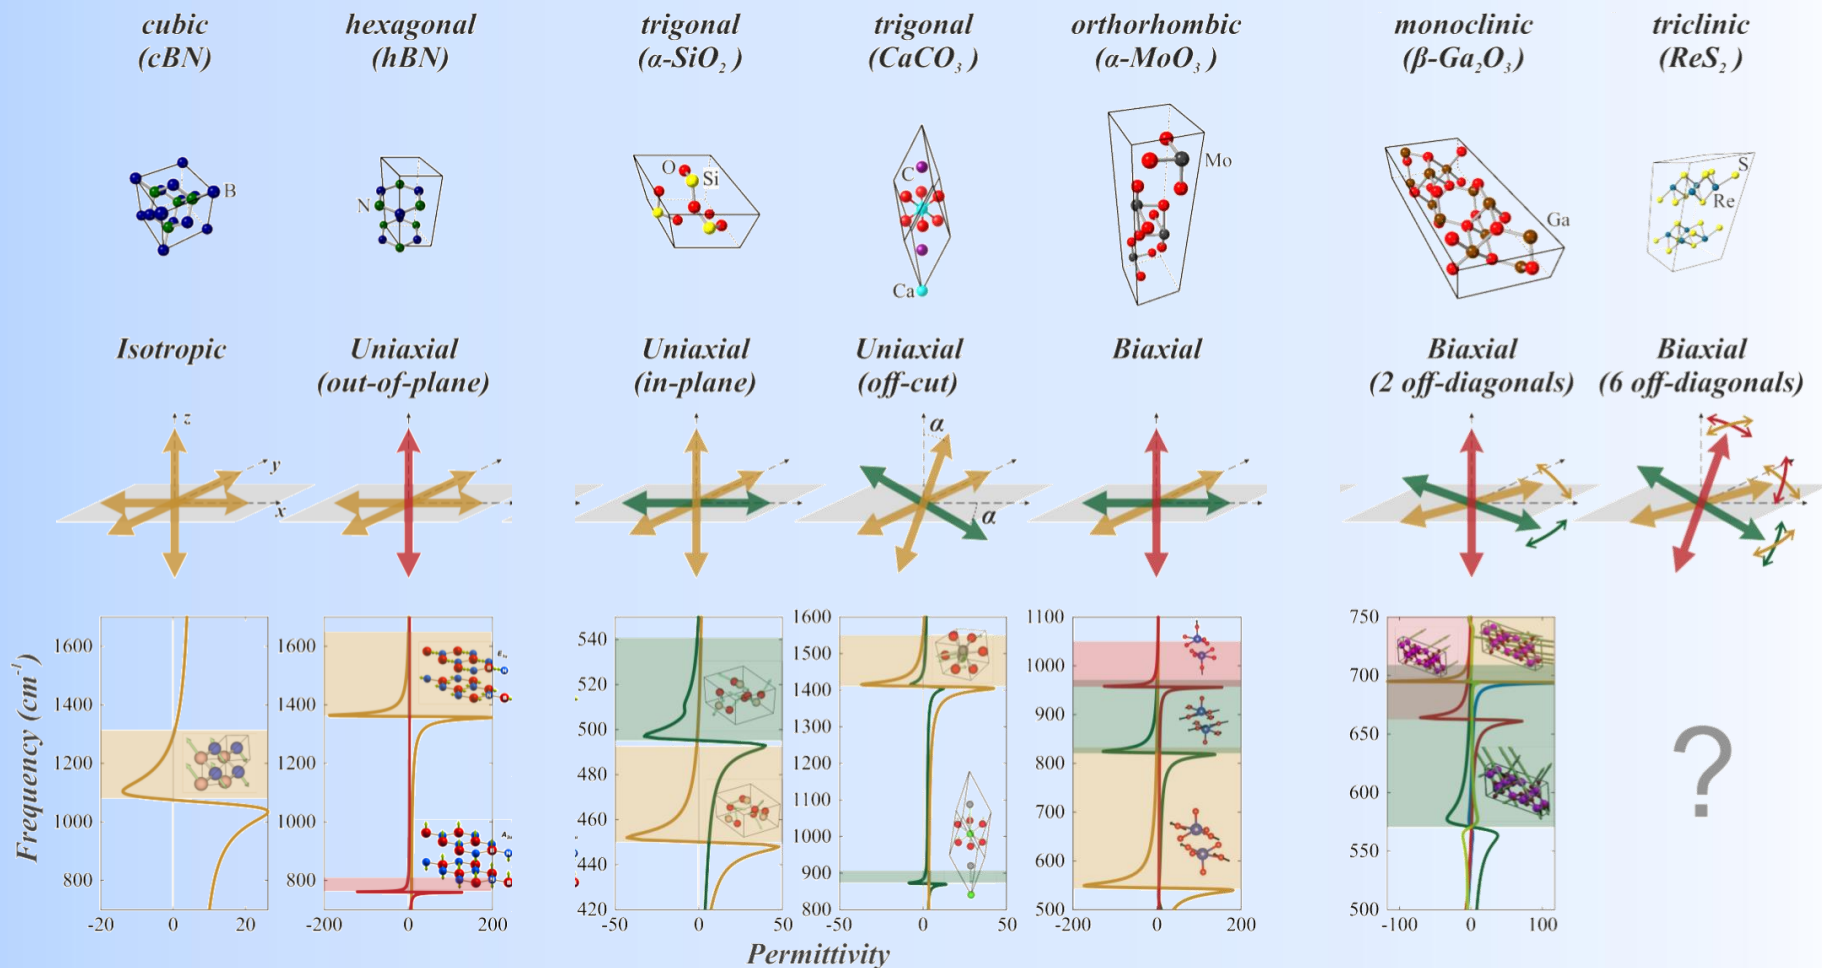 cubic
(cBN)
hexagonal
(hBN)
trigonal
(α-SiO₂)
trigonal
(CaCO₃)
orthorhombic
(α-MoO₃)
monoclinic
(β-Ga₂O₃)
triclinic
(ReS₂)
B
N
O
Si
C
Ca
Mo
Ga
S
Re
Isotropic
Uniaxial
(out-of-plane)
Uniaxial
(in-plane)
Uniaxial
(off-cut)
Biaxial
Biaxial
(2 off-diagonals)
Biaxial
(6 off-diagonals)
z
y
x
α
α
Frequency (cm⁻¹)
1600
1400
1200
1000
800
-20 0 20
1600
1400
1200
1000
800
-200 0 200
540
520
500
480
460
440
420
-50 0 50
1600
1500
1400
1300
1200
1100
1000
900
800
-50 0 50
1100
1000
900
800
700
600
500
-200 0 200
750
700
650
600
550
500
-100 0 100
?
Permittivity